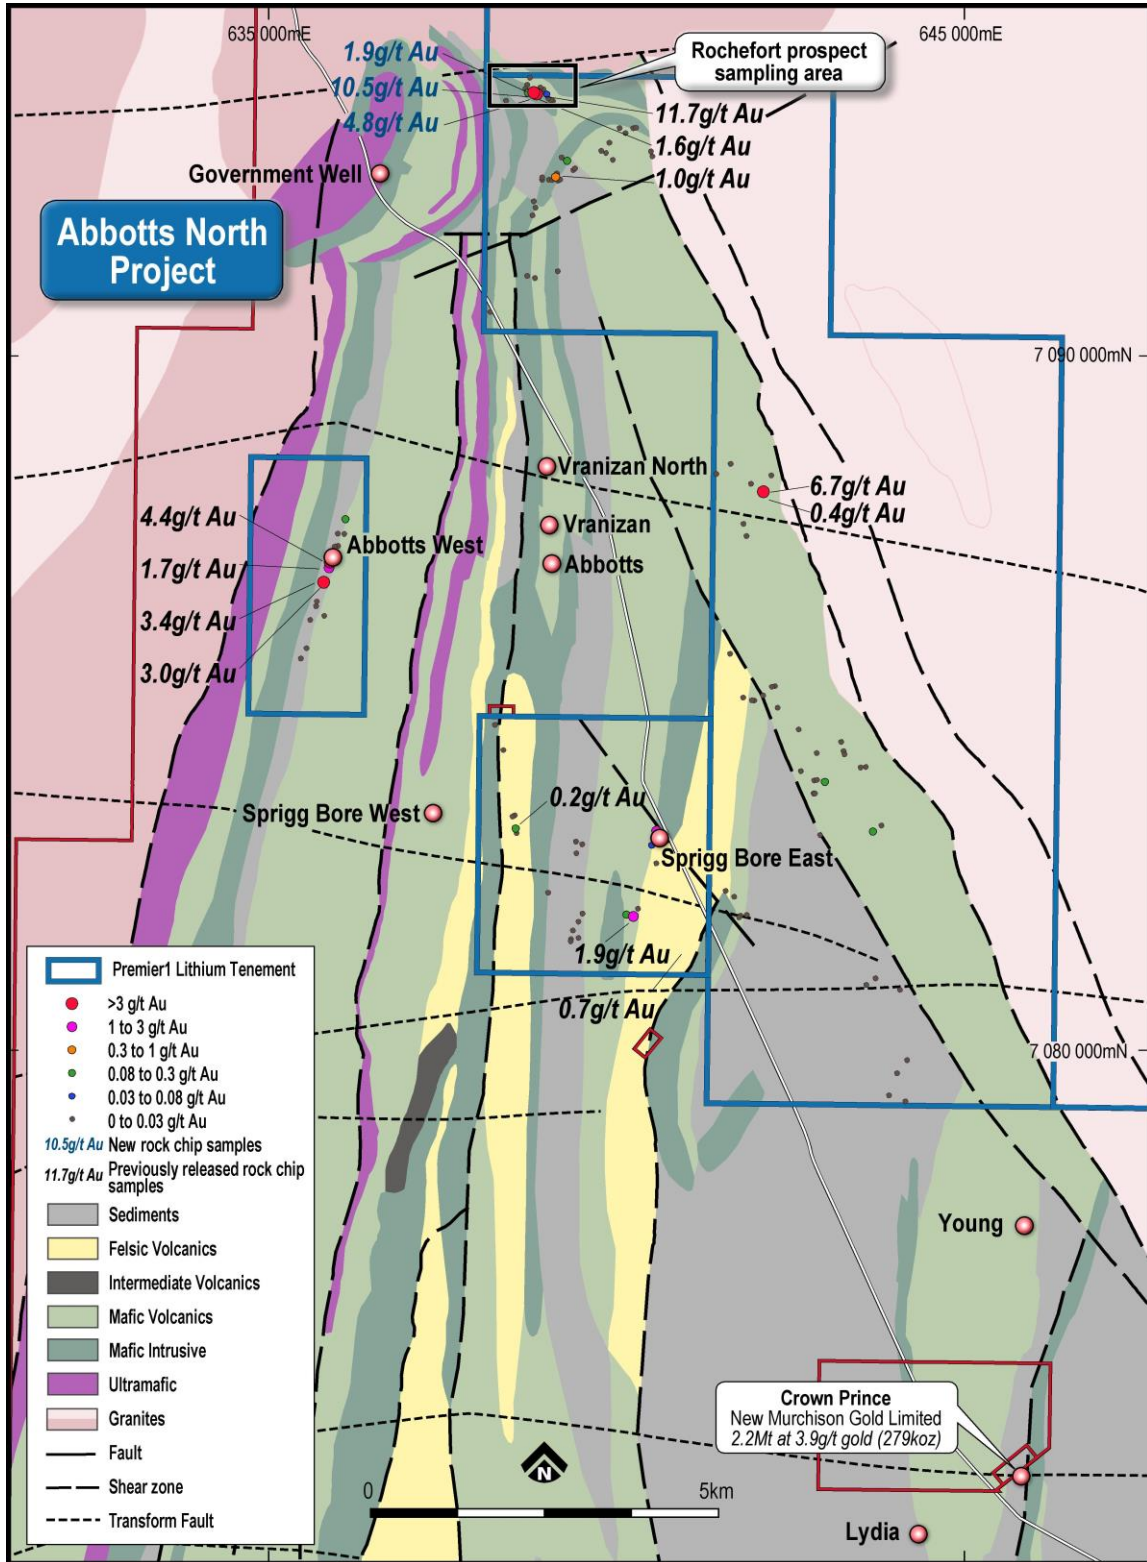 635 000mE
645 000mE
1.9g/t Au
Rochefort prospect
sampling area
10.5g/t Au
4.8g/t Au
11.7g/t Au
1.6g/t Au
1.0g/t Au
Government Well
Abbotts North
Project
7 090 000mN
Vranizan North
6.7g/t Au
0.4g/t Au
4.4g/t Au
Vranizan
Abbotts West
Abbotts
1.7g/t Au
3.4g/t Au
3.0g/t Au
0.2g/t Au
Sprigg Bore West
Sprigg Bore East
1.9g/t Au
0.7g/t Au
7 080 000mN
Premier1 Lithium Tenement
>3 g/t Au
1 to 3 g/t Au
0.3 to 1 g/t Au
0.08 to 0.3 g/t Au
0.03 to 0.08 g/t Au
0 to 0.03 g/t Au
10.5g/t Au New rock chip samples
11.7g/t Au Previously released rock chip
samples
Sediments
Felsic Volcanics
Intermediate Volcanics
Mafic Volcanics
Mafic Intrusive
Ultramafic
Granites
Fault
Shear zone
Transform Fault
Young
Crown Prince
New Murchison Gold Limited
2.2Mt at 3.9g/t gold (279koz)
N
0 5km
Lydia